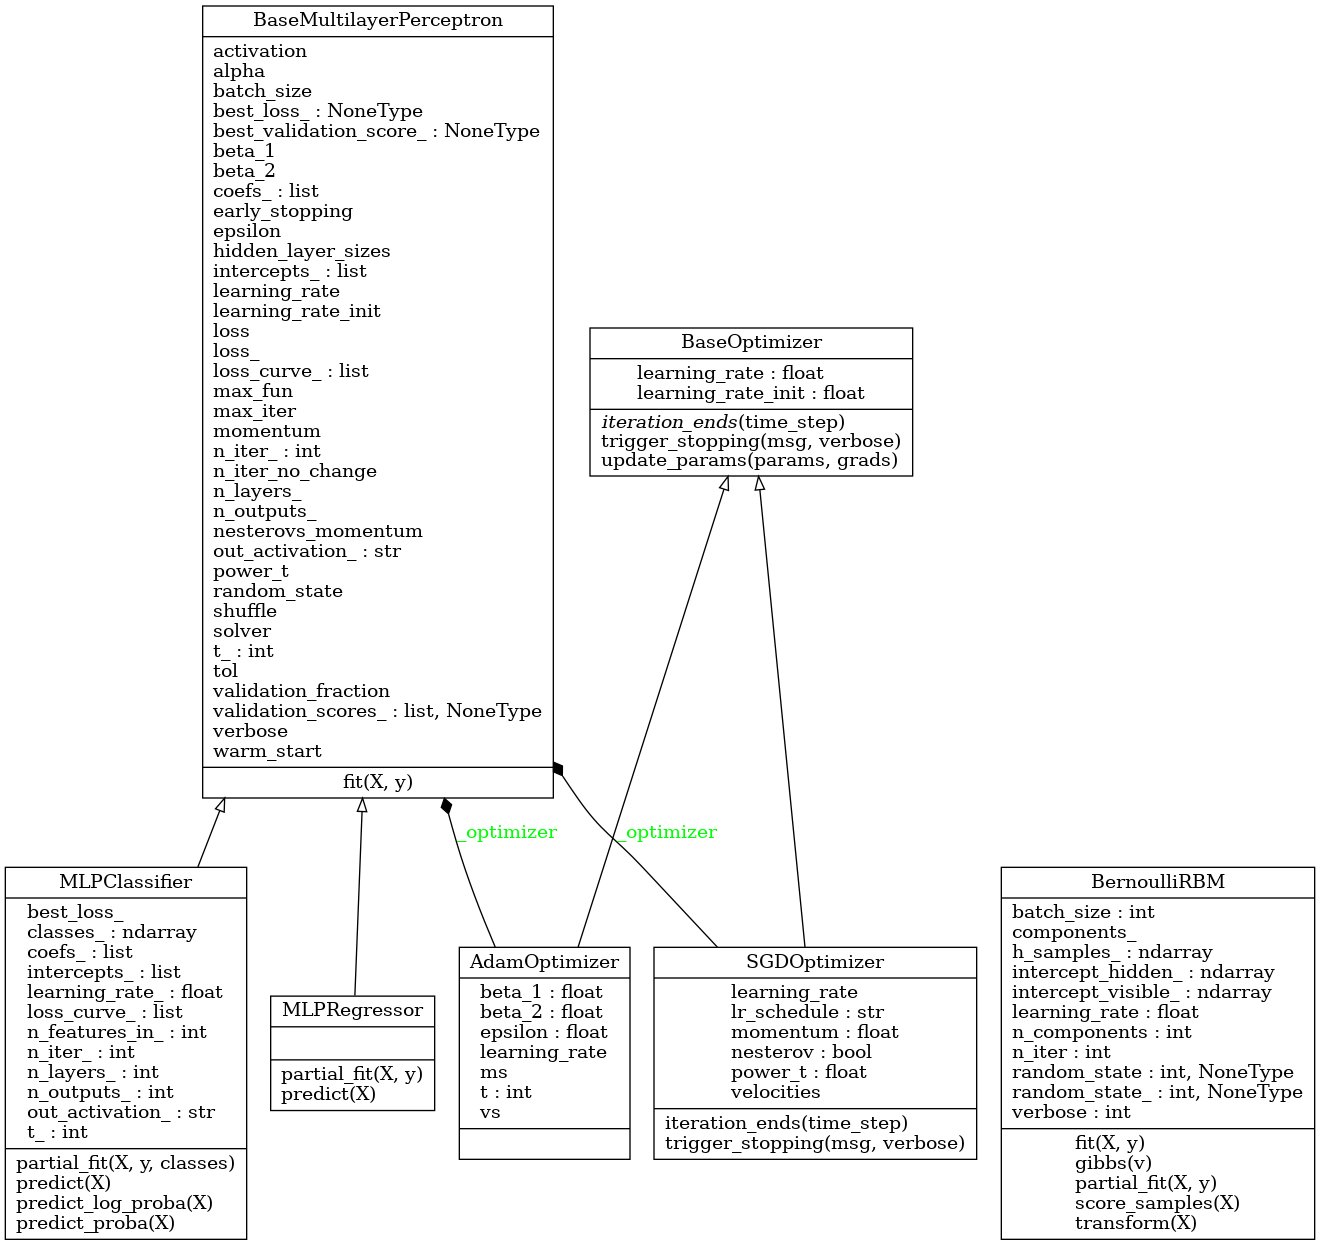 BaseMultilayerPerceptron
activation
alpha
batch_size
best_loss_ : NoneType
best_validation_score_ : NoneType
beta_1
beta_2
coefs_ : list
early_stopping
epsilon
hidden_layer_sizes
intercepts_ : list
learning_rate
learning_rate_init
loss
loss_
loss_curve_ : list
max_fun
max_iter
momentum
n_iter_ : int
n_iter_no_change
n_layers_
n_outputs_
nesterovs_momentum
out_activation_ : str
power_t
random_state
shuffle
solver
t_ : int
tol
validation_fraction
validation_scores_ : list, NoneType
verbose
warm_start
fit(X, y)
BaseOptimizer
learning_rate : float
learning_rate_init : float
iteration_ends(time_step)
trigger_stopping(msg, verbose)
update_params(params, grads)
_optimizer
_optimizer
MLPClassifier
best_loss_
classes_ : ndarray
coefs_ : list
intercepts_ : list
learning_rate_ : float
loss_curve_ : list
n_features_in_ : int
n_iter_ : int
n_layers_ : int
n_outputs_ : int
out_activation_ : str
t_ : int
partial_fit(X, y, classes)
predict(X)
predict_log_proba(X)
predict_proba(X)
MLPRegressor
partial_fit(X, y)
predict(X)
AdamOptimizer
beta_1 : float
beta_2 : float
epsilon : float
learning_rate
ms
t : int
vs
SGDOptimizer
learning_rate
lr_schedule : str
momentum : float
nesterov : bool
power_t : float
velocities
iteration_ends(time_step)
trigger_stopping(msg, verbose)
BernoulliRBM
batch_size : int
components_
h_samples_ : ndarray
intercept_hidden_ : ndarray
intercept_visible_ : ndarray
learning_rate : float
n_components : int
n_iter : int
random_state : int, NoneType
random_state_ : int, NoneType
verbose : int
fit(X, y)
gibbs(v)
partial_fit(X, y)
score_samples(X)
transform(X)